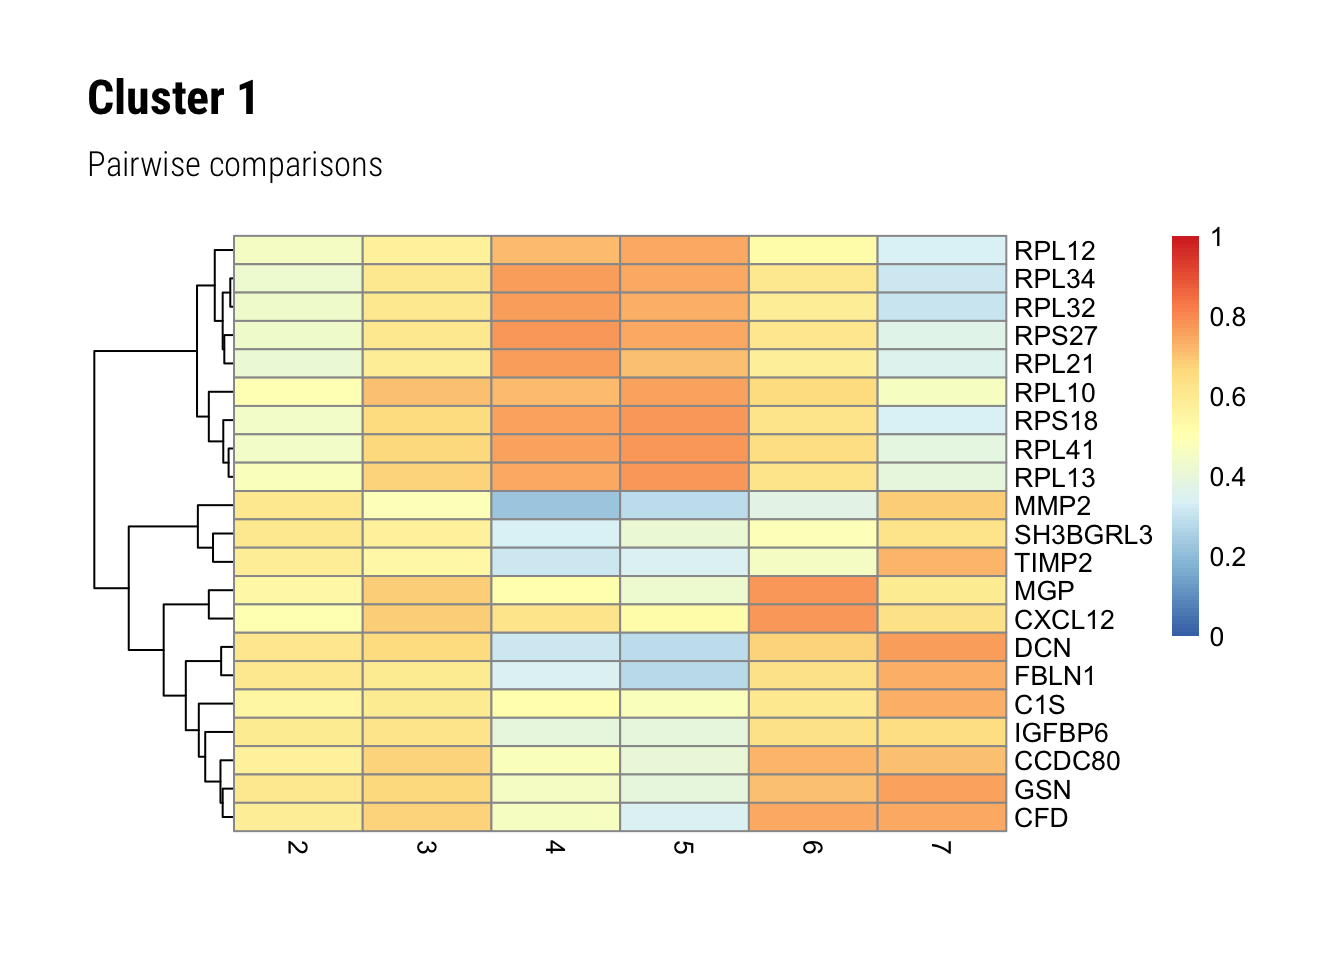 Cluster 1
Pairwise comparisons
RPL12
RPL34
RPL32
RPS27
RPL21
RPL10
RPS18
RPL41
RPL13
MMP2
SH3BGRL3
TIMP2
MGP
CXCL12
DCN
FBLN1
C1S
IGFBP6
CCDC80
GSN
CFD
1
0.8
0.6
0.4
0.2
0
2
3
4
5
6
7